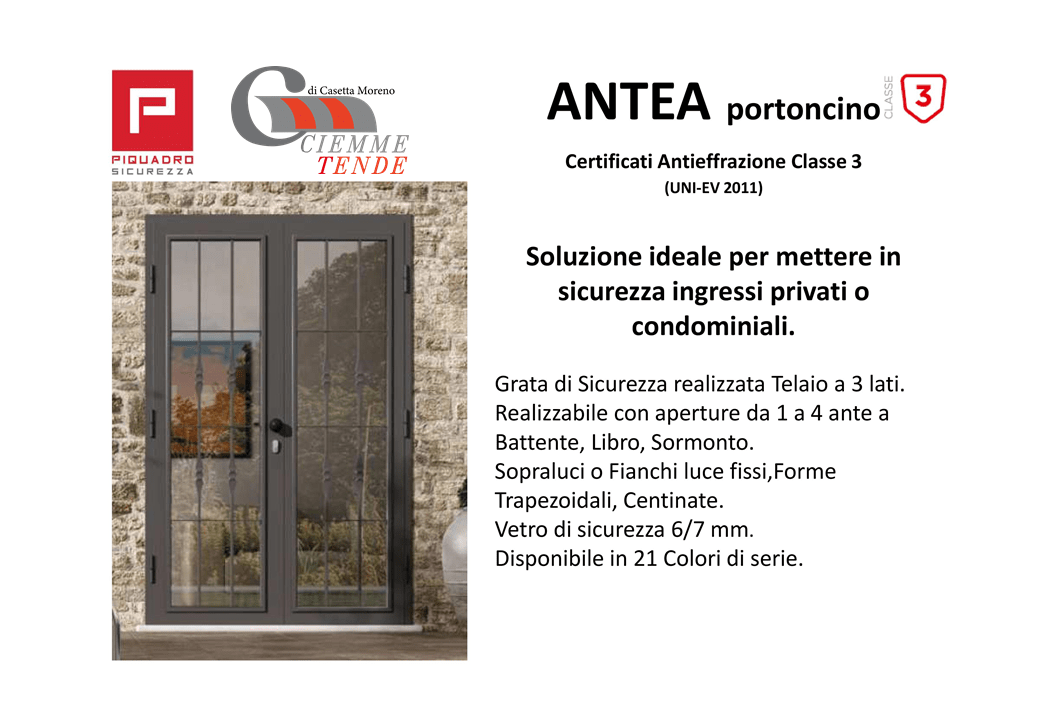 P
PIQUADRO
SICUREZZA
di Casetta Moreno
CIEMME
TENDE
ANTEA portoncino
CLASSE 3
Certificati Antieffrazione Classe 3
(UNI-EV 2011)
Soluzione ideale per mettere in
sicurezza ingressi privati o
condominiali.
Grata di Sicurezza realizzata Telaio a 3 lati.
Realizzabile con aperture da 1 a 4 ante a
Battente, Libro, Sormonto.
Sopraluci o Fianchi luce fissi,Forme
Trapezoidali, Centinate.
Vetro di sicurezza 6/7 mm.
Disponibile in 21 Colori di serie.